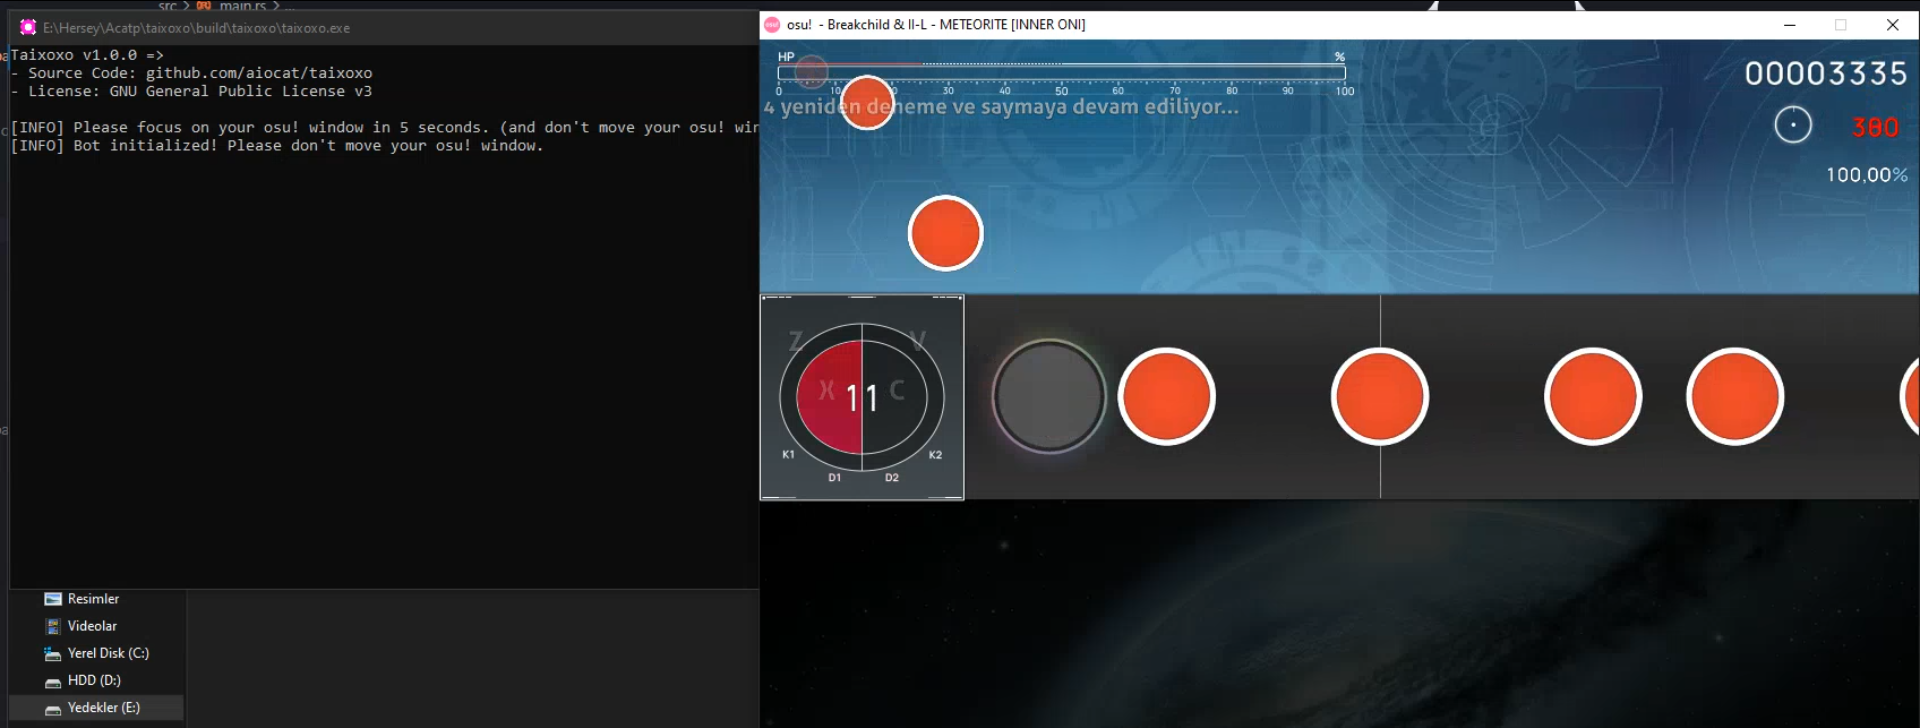 src > main.rs > ...
E:\Hersey\Acatp\taixoxo\build\taixoxo\taixoxo.exe
Taixoxo v1.0.0 =>
- Source Code: github.com/aiocat/taixoxo
- License: GNU General Public License v3
[INFO] Please focus on your osu! window in 5 seconds. (and don't move your osu! win
[INFO] Bot initialized! Please don't move your osu! window.
Resimler
Videolar
Yerel Disk (C:)
HDD (D:)
Yedekler (E:)
osu! - Breakchild & II-L - METEORITE [INNER ONI]
HP %
0 10 20 30 40 50 60 70 80 90 100
4 yeniden deneme ve saymaya devam ediliyor...
00003335
100,00%
Z V
X 11 C
K1 K2
D1 D2